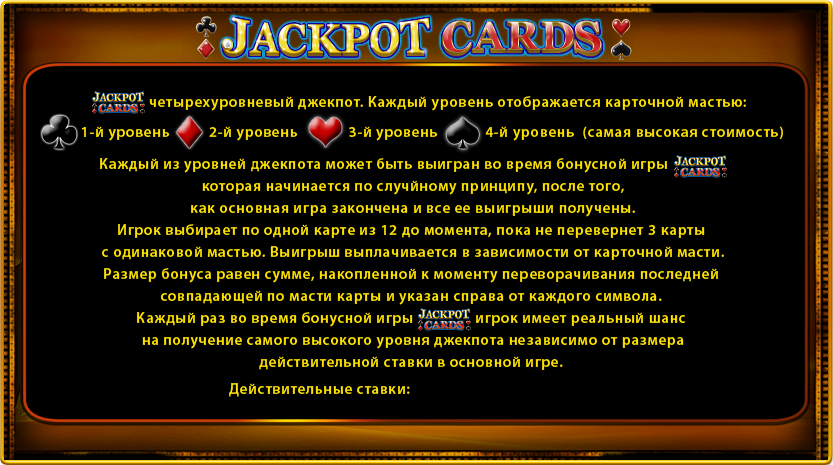 JACKPOT CARDS
JACKPOT CARDS четырехуровневый джекпот. Каждый уровень отображается карточной мастью:
1-й уровень 2-й уровень 3-й уровень 4-й уровень (самая высокая стоимость)
Каждый из уровней джекпота может быть выигран во время бонусной игры JACKPOT CARDS
которая начинается по случйному принципу, после того,
как основная игра закончена и все ее выигрыши получены.
Игрок выбирает по одной карте из 12 до момента, пока не перевернет 3 карты
с одинаковой мастью. Выигрыш выплачивается в зависимости от карточной масти.
Размер бонуса равен сумме, накопленной к моменту переворачивания последней
совпадающей по масти карты и указан справа от каждого символа.
Каждый раз во время бонусной игры JACKPOT CARDS игрок имеет реальный шанс
на получение самого высокого уровня джекпота независимо от размера
действительной ставки в основной игре.
Действительные ставки: